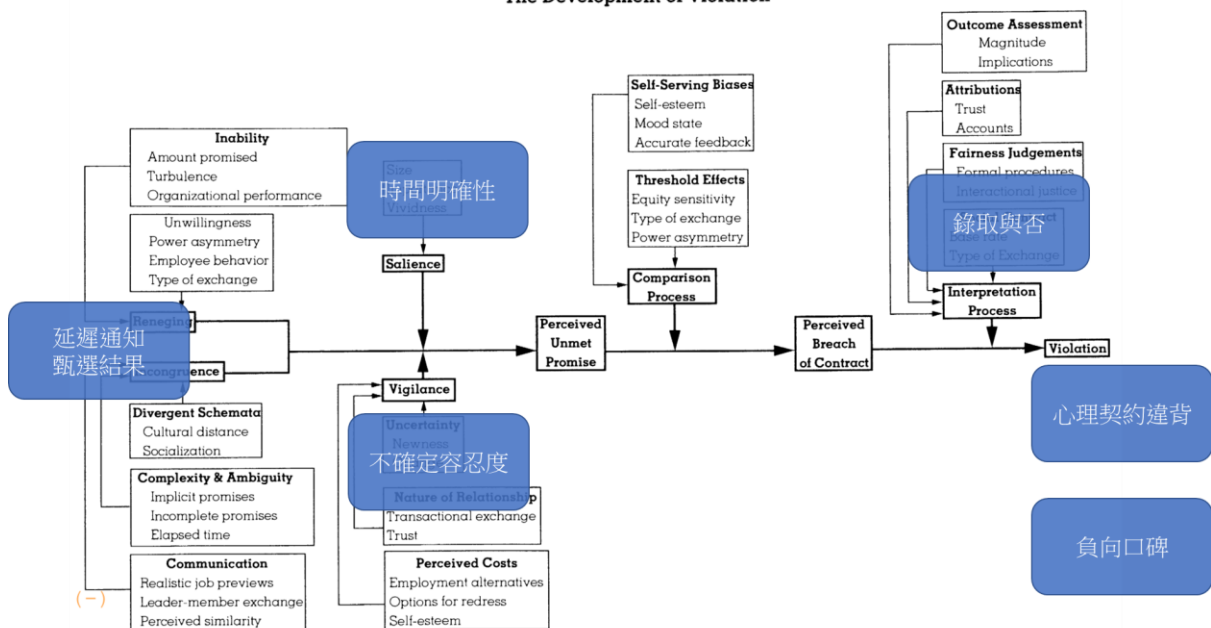 Outcome Assessment
Magnitude
Implications
Self-Serving Biases
Self-esteem
Mood state
Accurate feedback
Attributions
Trust
Accounts
Inability
Amount promised
Turbulence
Organizational performance
Size
Vividness
時間明確性
Threshold Effects
Equity sensitivity
Type of exchange
Power asymmetry
Fairness Judgements
Formal procedures
Interactional justice
錄取與否
Base rate
Type of Exchange
Unwillingness
Power asymmetry
Employee behavior
Type of exchange
Salience
Comparison
Process
Interpretation
Process
Reneging
延遲通知
甄選結果
Perceived
Unmet
Promise
Perceived
Breach
of Contract
Violation
Vigilance
Divergent Schemata
Cultural distance
Socialization
Uncertainty
Newness
不確定容忍度
心理契約違背
Complexity & Ambiguity
Implicit promises
Incomplete promises
Elapsed time
Nature of Relationship
Transactional exchange
Trust
負向口碑
Communication
Realistic job previews
Leader-member exchange
Perceived similarity
(−)
Perceived Costs
Employment alternatives
Options for redress
Self-esteem